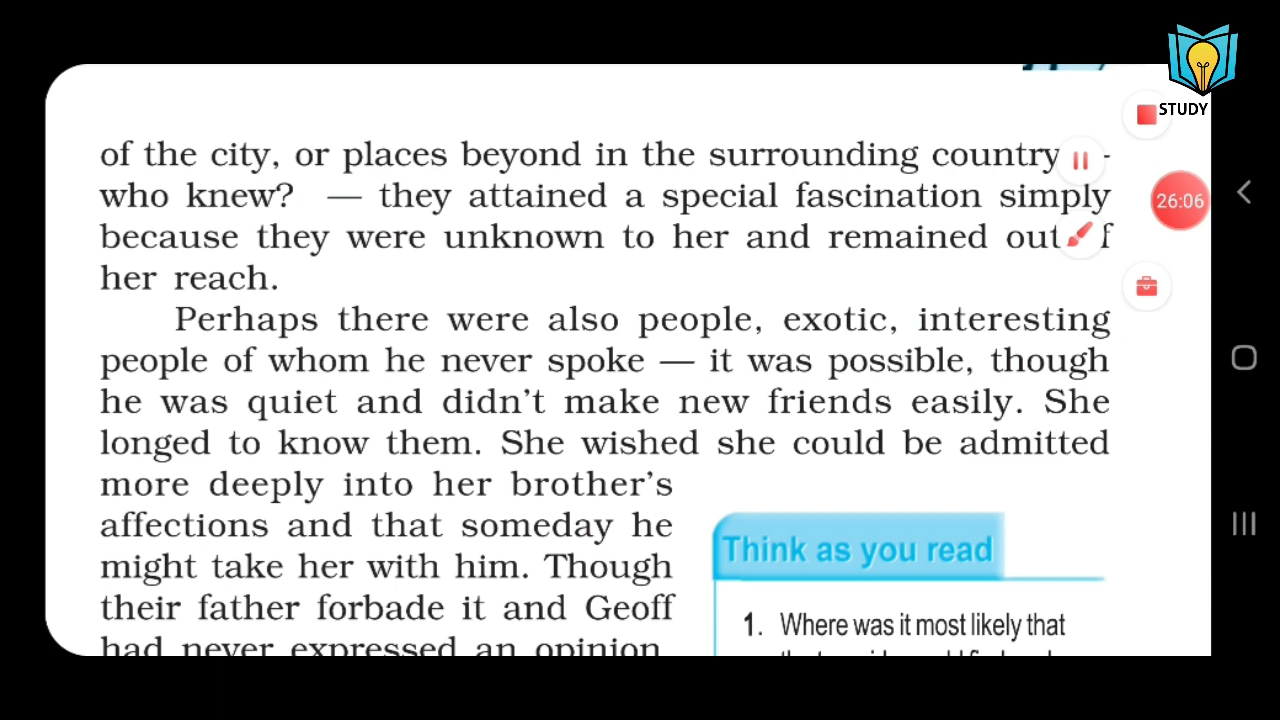 STUDY
26:06
of the city, or places beyond in the surrounding country
who knew? — they attained a special fascination simply
because they were unknown to her and remained out
her reach.
Perhaps there were also people, exotic, interesting
people of whom he never spoke — it was possible, though
he was quiet and didn't make new friends easily. She
longed to know them. She wished she could be admitted
more deeply into her brother's
affections and that someday he
might take her with him. Though
their father forbade it and Geoff
had never expressed an opinion,
Think as you read
1. Where was it most likely that